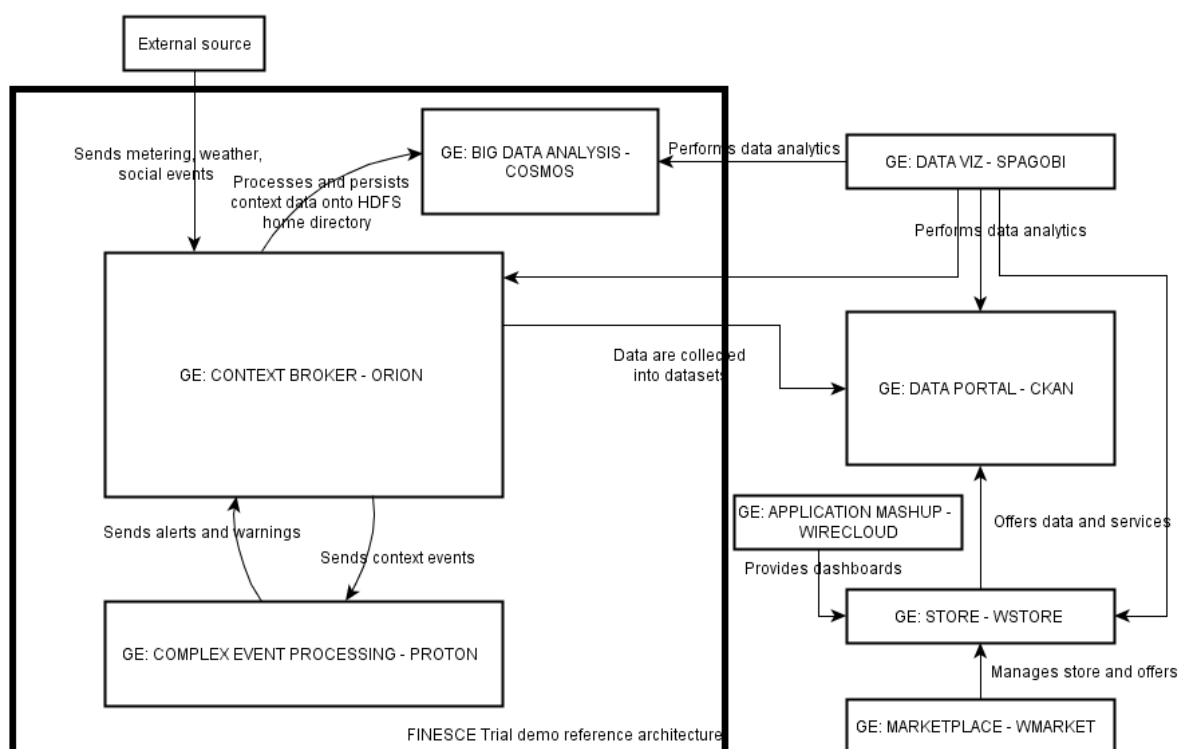 External source
Sends metering, weather,
social events
Processes and persists
context data onto HDFS
home directory
GE: BIG DATA ANALYSIS -
COSMOS
Performs data analytics
GE: DATA VIZ - SPAGOBI
Performs data analytics
GE: CONTEXT BROKER - ORION
Data are collected
into datasets
GE: DATA PORTAL - CKAN
GE: APPLICATION MASHUP -
WIRECLOUD
Offers data and services
Sends alerts and warnings
Sends context events
Provides dashboards
GE: STORE - WSTORE
GE: COMPLEX EVENT PROCESSING - PROTON
Manages store and offers
GE: MARKETPLACE - WMARKET
FINESCE Trial demo reference architecture